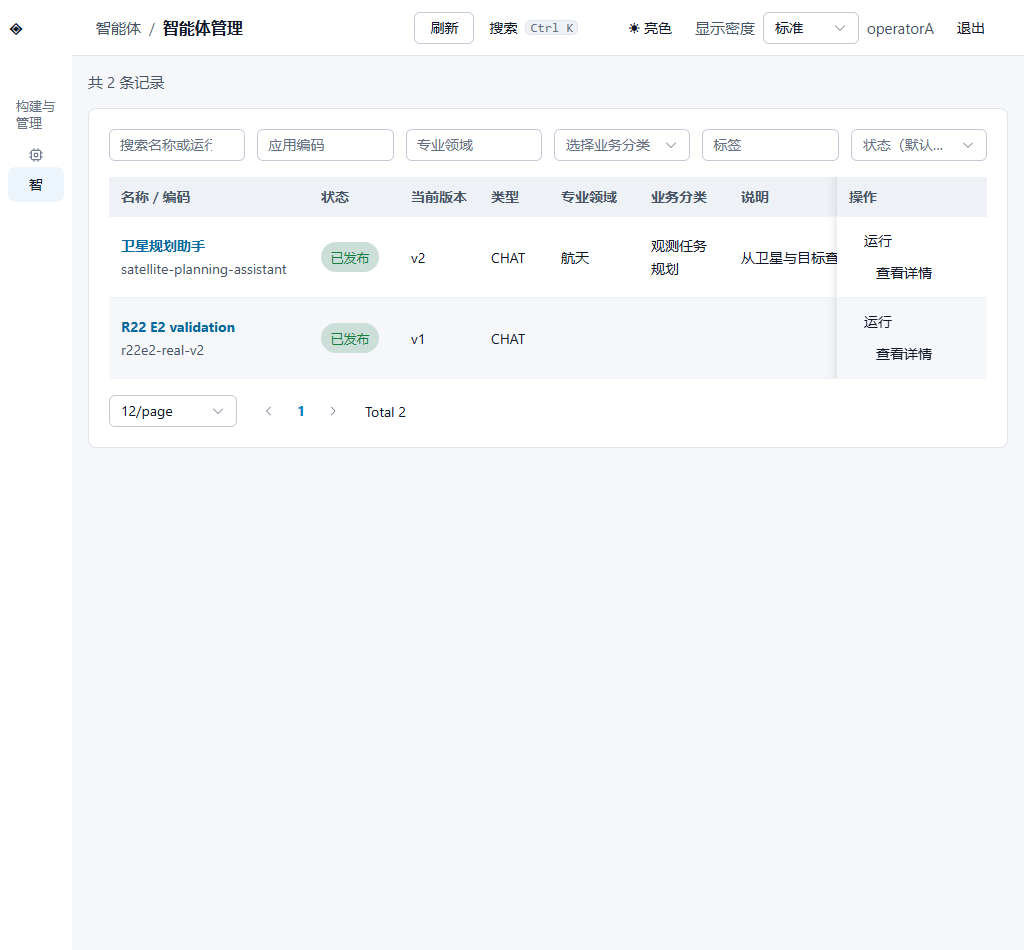 智能体 / 智能体管理
刷新
搜索 Ctrl K
☀ 亮色
显示密度
标准
operatorA
退出
构建与
管理
智
共 2 条记录
搜索名称或运行
应用编码
专业领域
选择业务分类
标签
状态（默认...
名称 / 编码 状态 当前版本 类型 专业领域 业务分类 说明 操作
卫星规划助手
satellite-planning-assistant
已发布
v2
CHAT
航天
观测任务
规划
从卫星与目标查
运行
查看详情
R22 E2 validation
r22e2-real-v2
已发布
v1
CHAT
运行
查看详情
12/page
1
Total 2